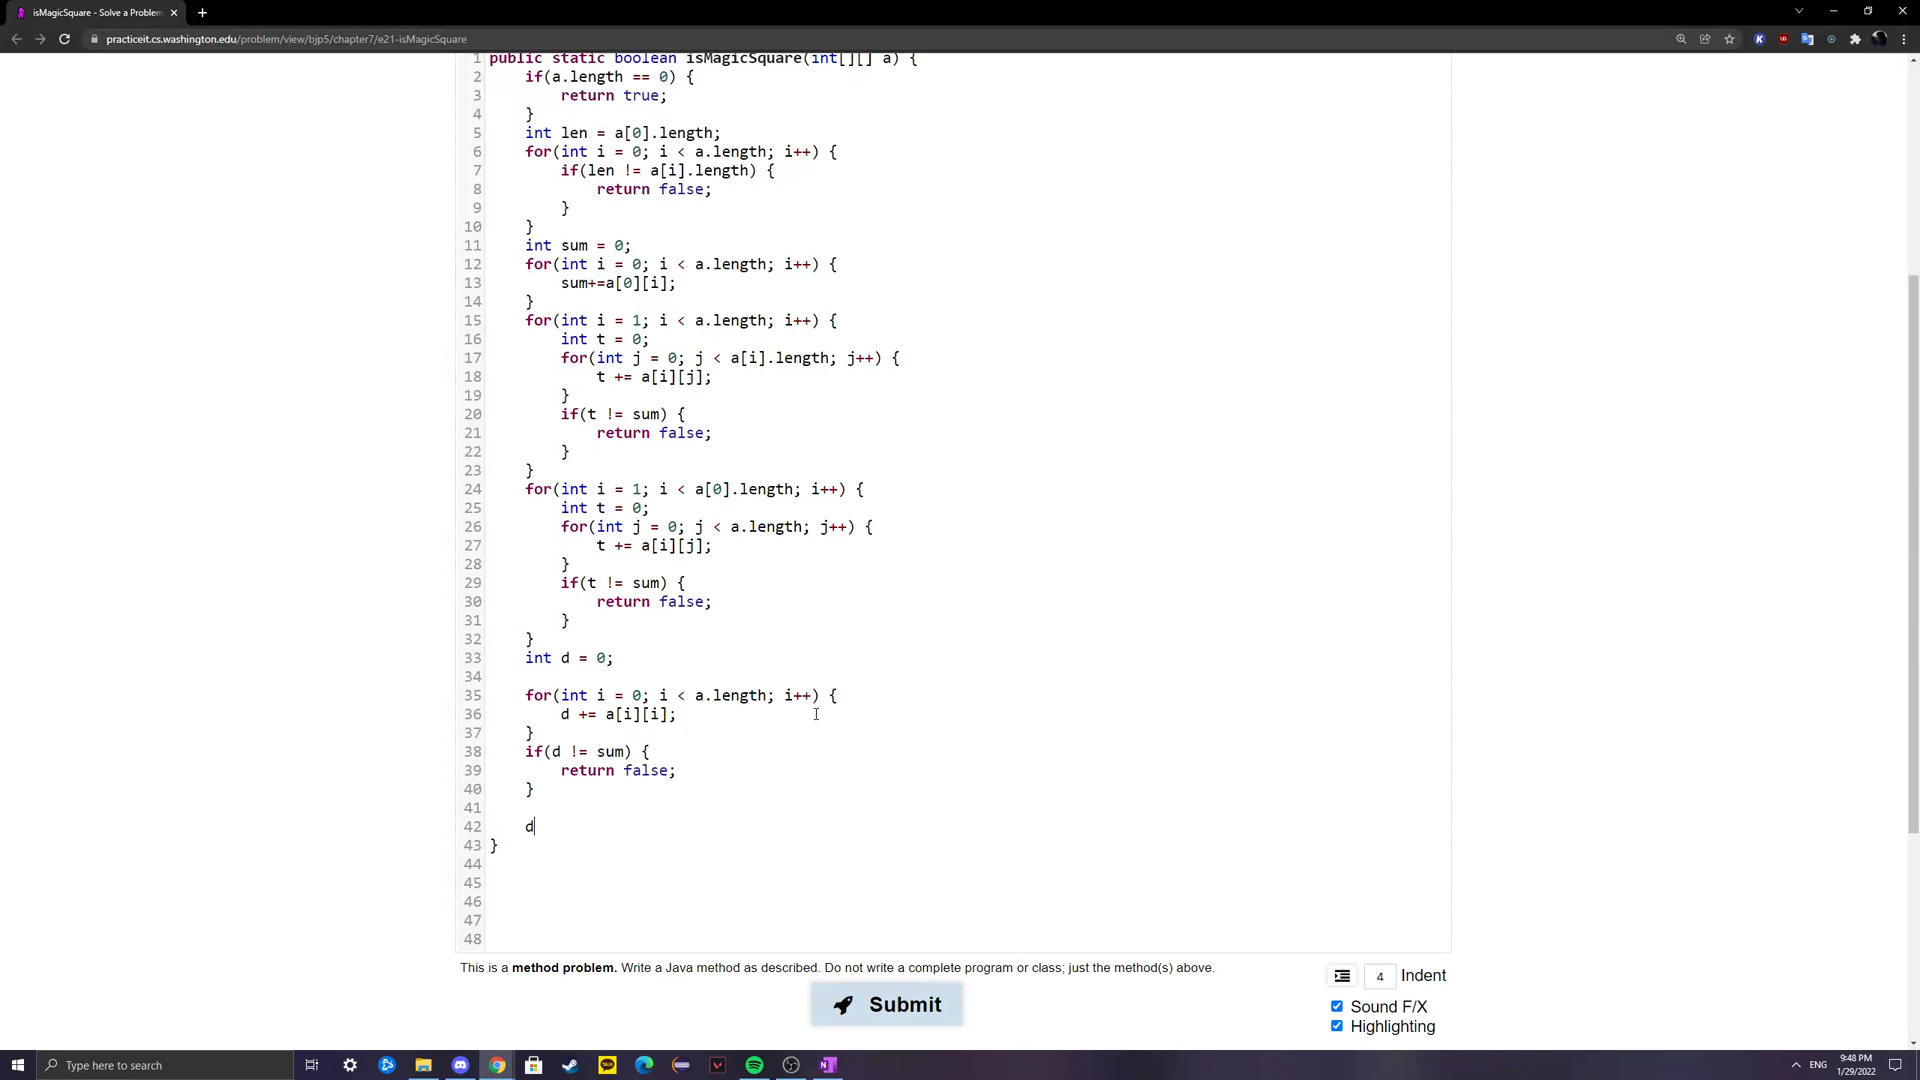 isMagicSquare - Solve a Problem
practiceit.cs.washington.edu/problem/view/bjp5/chapter7/e21-isMagicSquare
1 public static boolean isMagicSquare(int[][] a) {
2 if(a.length == 0) {
3 return true;
4 }
5 int len = a[0].length;
6 for(int i = 0; i < a.length; i++) {
7 if(len != a[i].length) {
8 return false;
9 }
10 }
11 int sum = 0;
12 for(int i = 0; i < a.length; i++) {
13 sum+=a[0][i];
14 }
15 for(int i = 1; i < a.length; i++) {
16 int t = 0;
17 for(int j = 0; j < a[i].length; j++) {
18 t += a[i][j];
19 }
20 if(t != sum) {
21 return false;
22 }
23 }
24 for(int i = 1; i < a[0].length; i++) {
25 int t = 0;
26 for(int j = 0; j < a.length; j++) {
27 t += a[i][j];
28 }
29 if(t != sum) {
30 return false;
31 }
32 }
33 int d = 0;
34
35 for(int i = 0; i < a.length; i++) {
36 d += a[i][i];
37 }
38 if(d != sum) {
39 return false;
40 }
41
42 d
43 }
44
45
46
47
48
This is a method problem. Write a Java method as described. Do not write a complete program or class; just the method(s) above.
4 Indent
Submit
Sound F/X
Highlighting
Type here to search
ENG
9:48 PM
1/29/2022